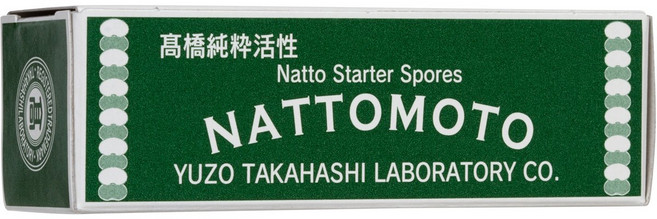 髙橋純粋活性
Natto Starter Spores
NATTOMOTO
YUZO TAKAHASHI LABORATORY CO.